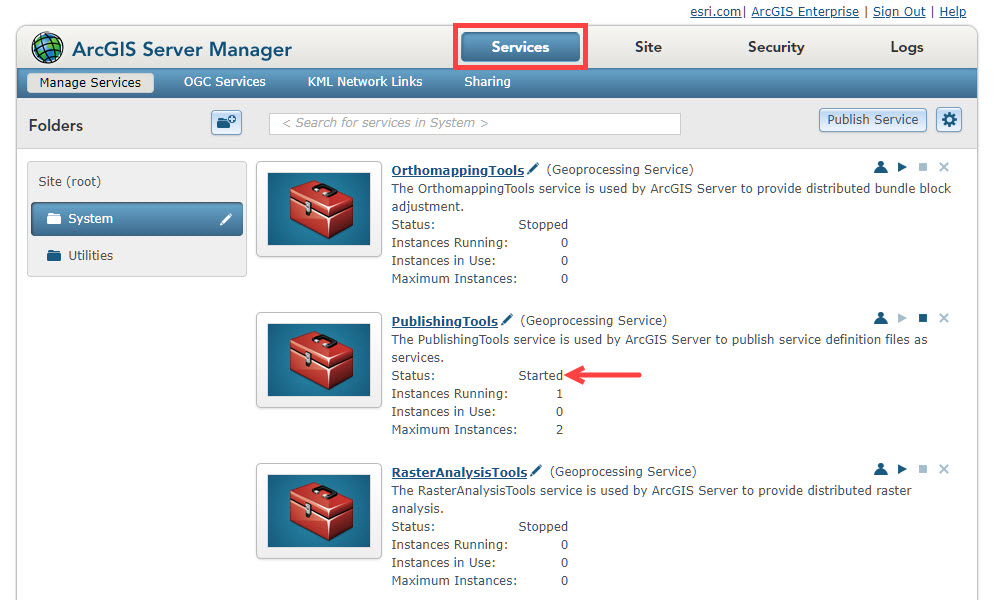 esri.com | ArcGIS Enterprise | Sign Out | Help
ArcGIS Server Manager
Services Site Security Logs
Manage Services OGC Services KML Network Links Sharing
Folders
< Search for services in System >
Publish Service
Site (root)
System
Utilities
OrthomappingTools (Geoprocessing Service)
The OrthomappingTools service is used by ArcGIS Server to provide distributed bundle block
adjustment.
Status: Stopped
Instances Running: 0
Instances in Use: 0
Maximum Instances: 0
PublishingTools (Geoprocessing Service)
The PublishingTools service is used by ArcGIS Server to publish service definition files as
services.
Status: Started
Instances Running: 1
Instances in Use: 0
Maximum Instances: 2
RasterAnalysisTools (Geoprocessing Service)
The RasterAnalysisTools service is used by ArcGIS Server to provide distributed raster
analysis.
Status: Stopped
Instances Running: 0
Instances in Use: 0
Maximum Instances: 0